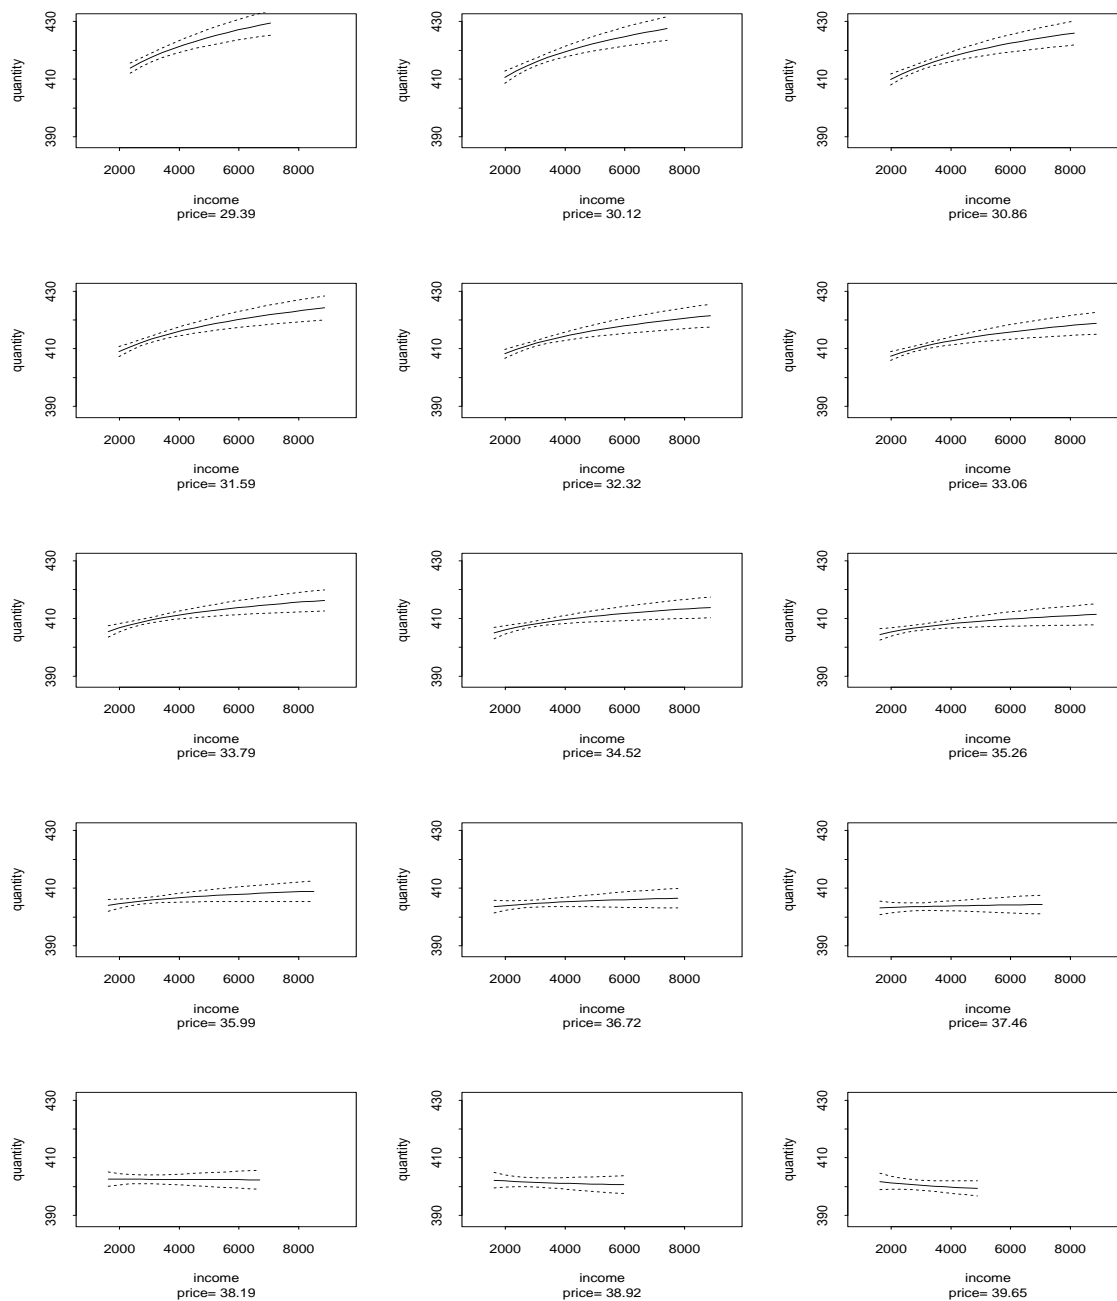 quantity
390 410 430
2000 4000 6000 8000
income
price= 29.39
quantity
390 410 430
2000 4000 6000 8000
income
price= 30.12
quantity
390 410 430
2000 4000 6000 8000
income
price= 30.86
quantity
390 410 430
2000 4000 6000 8000
income
price= 31.59
quantity
390 410 430
2000 4000 6000 8000
income
price= 32.32
quantity
390 410 430
2000 4000 6000 8000
income
price= 33.06
quantity
390 410 430
2000 4000 6000 8000
income
price= 33.79
quantity
390 410 430
2000 4000 6000 8000
income
price= 34.52
quantity
390 410 430
2000 4000 6000 8000
income
price= 35.26
quantity
390 410 430
2000 4000 6000 8000
income
price= 35.99
quantity
390 410 430
2000 4000 6000 8000
income
price= 36.72
quantity
390 410 430
2000 4000 6000 8000
income
price= 37.46
quantity
390 410 430
2000 4000 6000 8000
income
price= 38.19
quantity
390 410 430
2000 4000 6000 8000
income
price= 38.92
quantity
390 410 430
2000 4000 6000 8000
income
price= 39.65